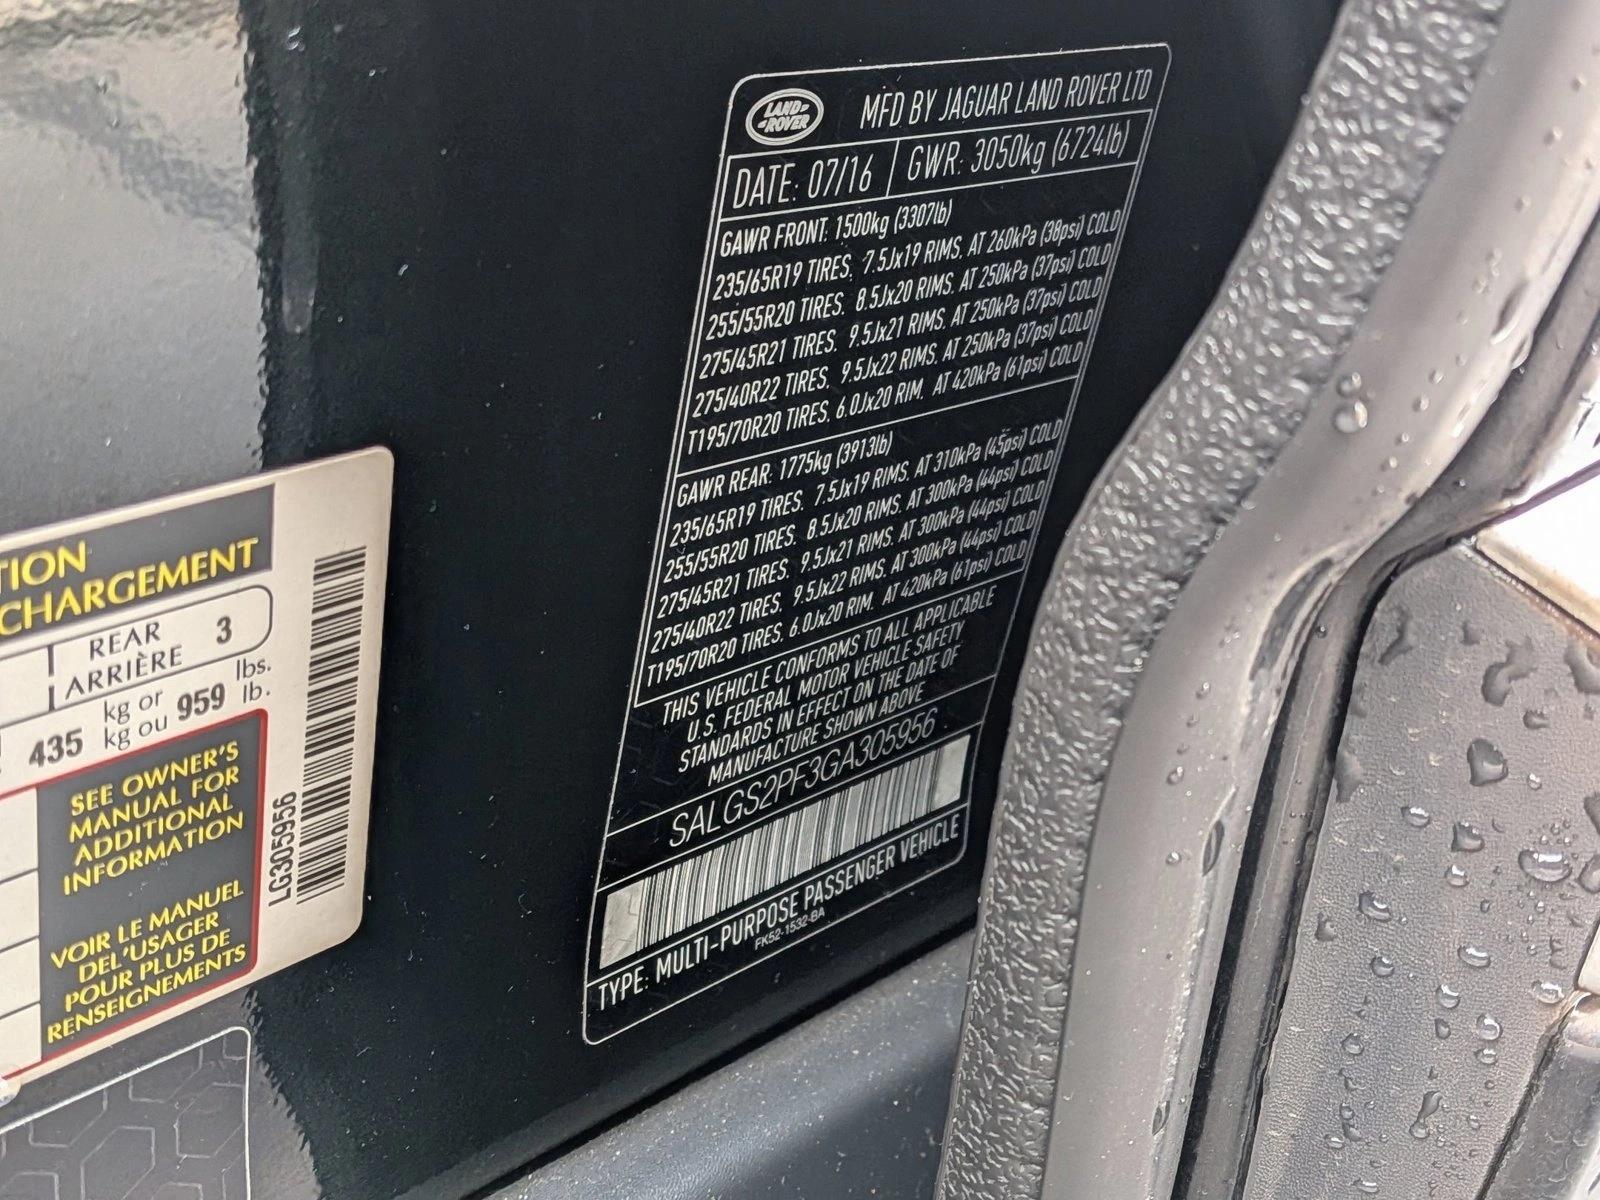 LAND ROVER
MFD BY JAGUAR LAND ROVER LTD
DATE: 07/16 GWR: 3050kg (6724lb)
GAWR FRONT: 1500kg (3307lb)
235/65R19 TIRES, 7.5Jx19 RIMS, AT 260kPa (38psi) COLD
255/55R20 TIRES, 8.5Jx20 RIMS, AT 250kPa (37psi) COLD
275/45R21 TIRES, 9.5Jx21 RIMS, AT 250kPa (37psi) COLD
275/40R22 TIRES, 9.5Jx22 RIMS, AT 250kPa (37psi) COLD
T195/70R20 TIRES, 6.0Jx20 RIM, AT 420kPa (61psi) COLD
GAWR REAR: 1775kg (3913lb)
235/65R19 TIRES, 7.5Jx19 RIMS, AT 310kPa (45psi) COLD
255/55R20 TIRES, 8.5Jx20 RIMS, AT 300kPa (44psi) COLD
275/45R21 TIRES, 9.5Jx21 RIMS, AT 300kPa (44psi) COLD
275/40R22 TIRES, 9.5Jx22 RIMS, AT 300kPa (44psi) COLD
T195/70R20 TIRES, 6.0Jx20 RIM, AT 420kPa (61psi) COLD
THIS VEHICLE CONFORMS TO ALL APPLICABLE
U.S. FEDERAL MOTOR VEHICLE SAFETY
STANDARDS IN EFFECT ON THE DATE OF
MANUFACTURE SHOWN ABOVE
SALGS2PF3GA305956
TYPE: MULTI-PURPOSE PASSENGER VEHICLE
FK52-1532-BA
TION
CHARGEMENT
REAR
ARRIÈRE 3
435 kg or 959 lbs.
kg ou lb.
SEE OWNER'S
MANUAL FOR
ADDITIONAL
INFORMATION
VOIR LE MANUEL
DEL'USAGER
POUR PLUS DE
RENSEIGNEMENTS
LG305956